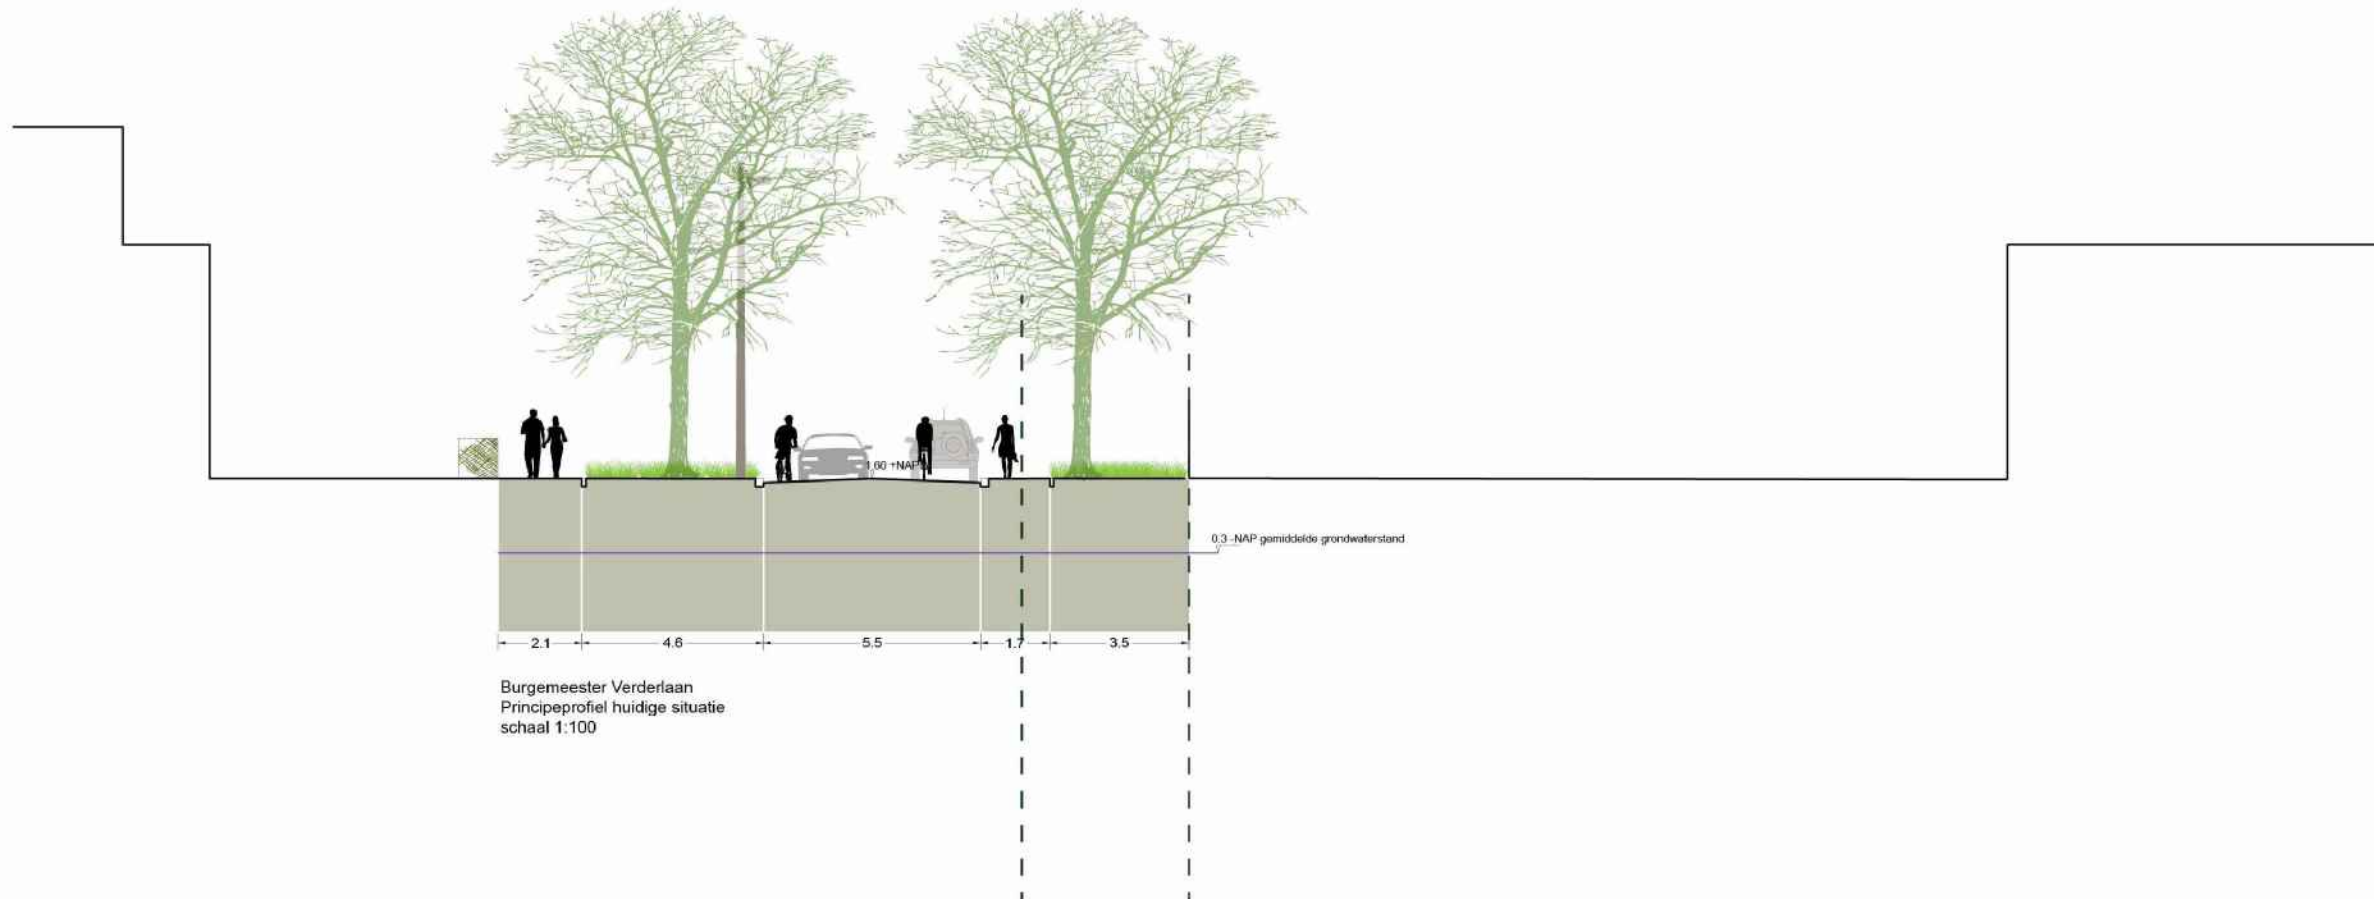 1.60 +NAP
0.3 -NAP gemiddelde grondwaterstand
2.1 4.6 5.5 1.7 3.5
Burgemeester Verderlaan
Principeprofiel huidige situatie
schaal 1:100